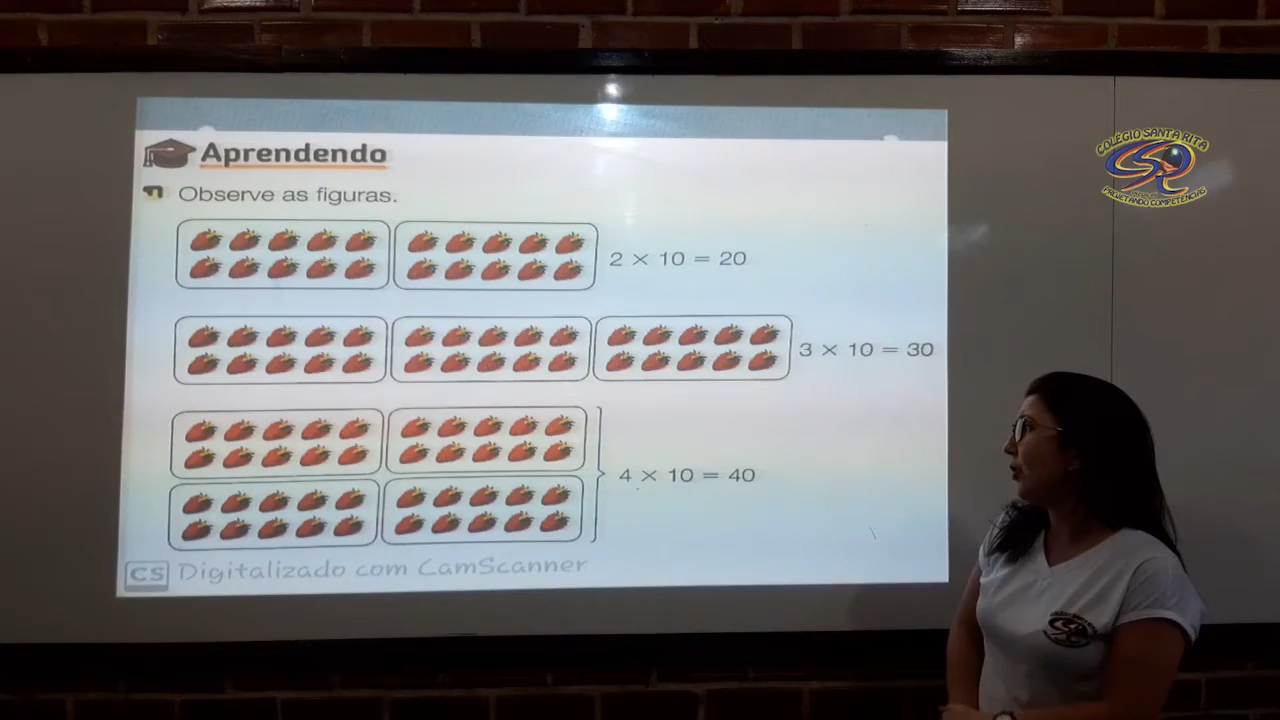 COLÉGIO SANTA RITA
PROJETANDO COMPETÊNCIAS
Aprendendo
1 Observe as figuras.
2 × 10 = 20
3 × 10 = 30
4 × 10 = 40
CS Digitalizado com CamScanner